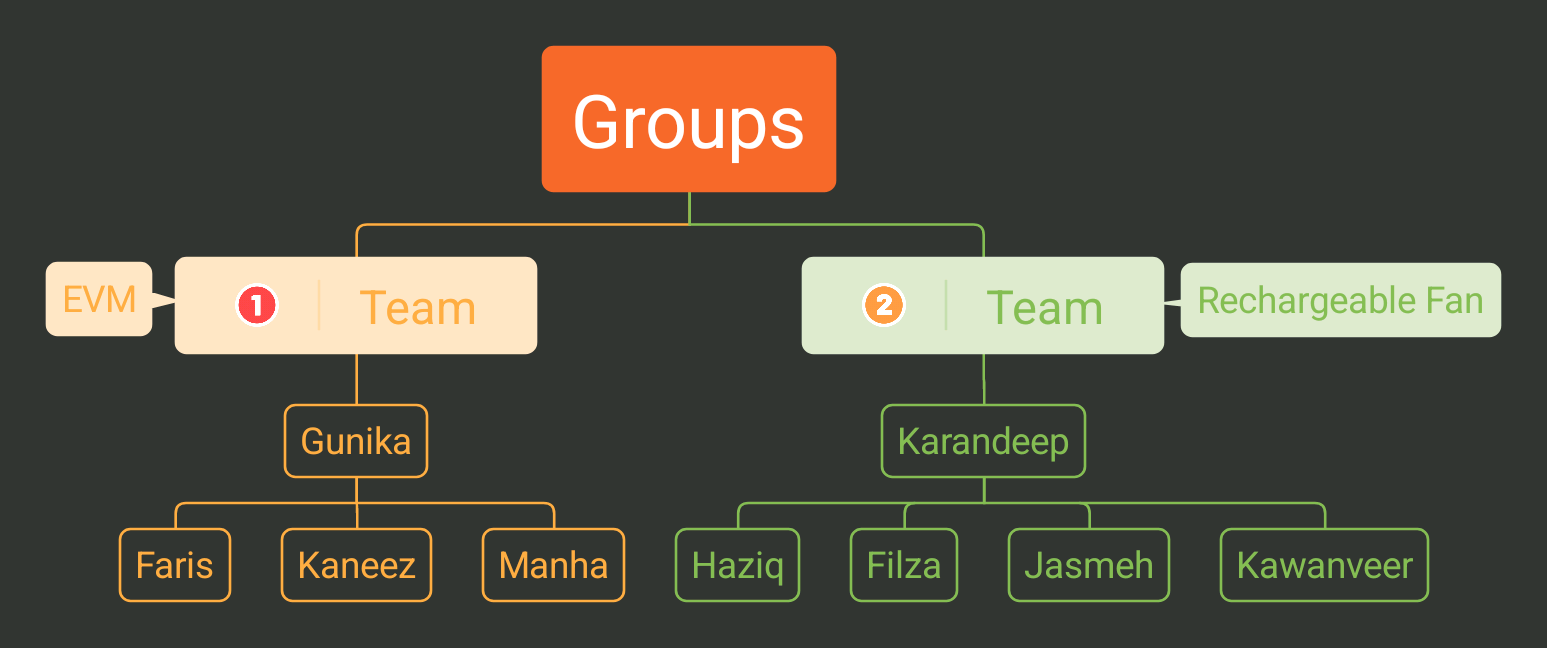 Groups
EVM
1 Team
2 Team
Rechargeable Fan
Gunika
Karandeep
Faris
Kaneez
Manha
Haziq
Filza
Jasmeh
Kawanveer